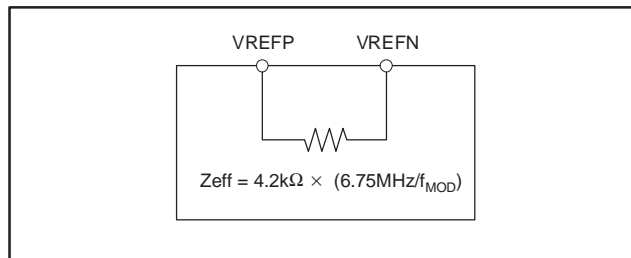 VREFP VREFN
Zeff = 4.2kΩ × (6.75MHz/fMOD)